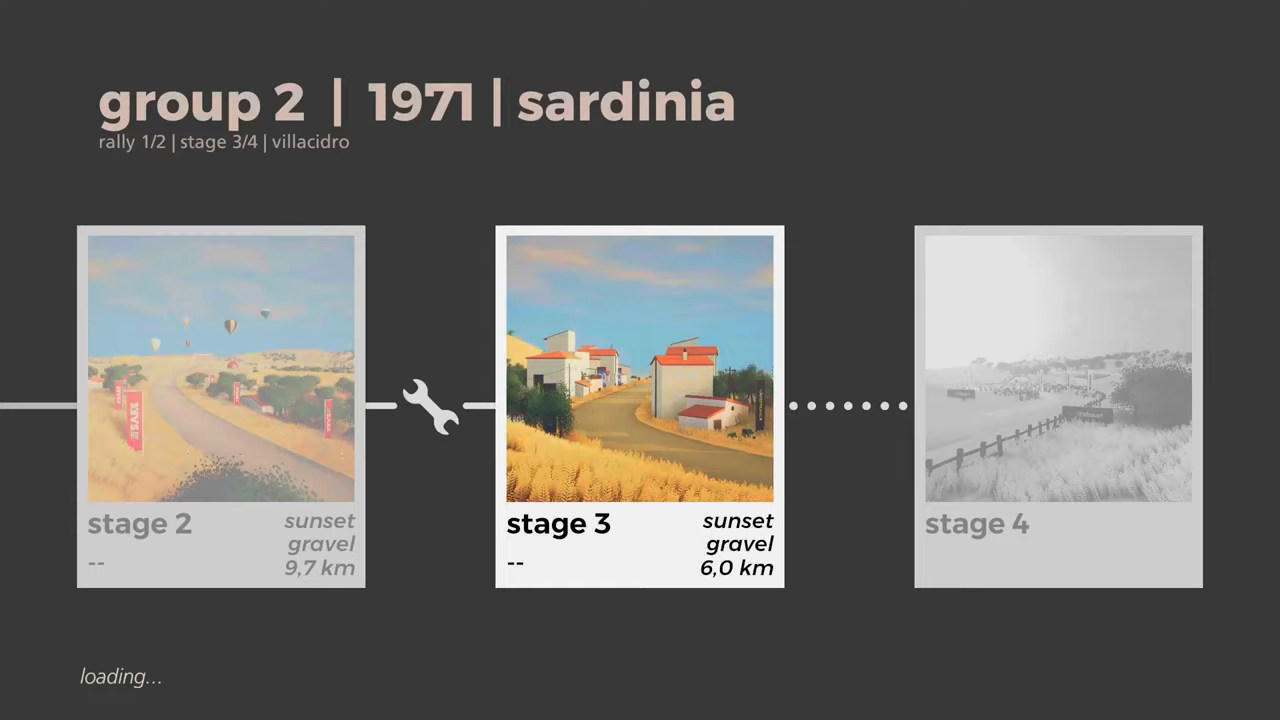 group 2 | 1971 | sardinia
rally 1/2 | stage 3/4 | villacidro
stage 2
sunset
gravel
--
9,7 km
stage 3
sunset
gravel
--
6,0 km
stage 4
loading...